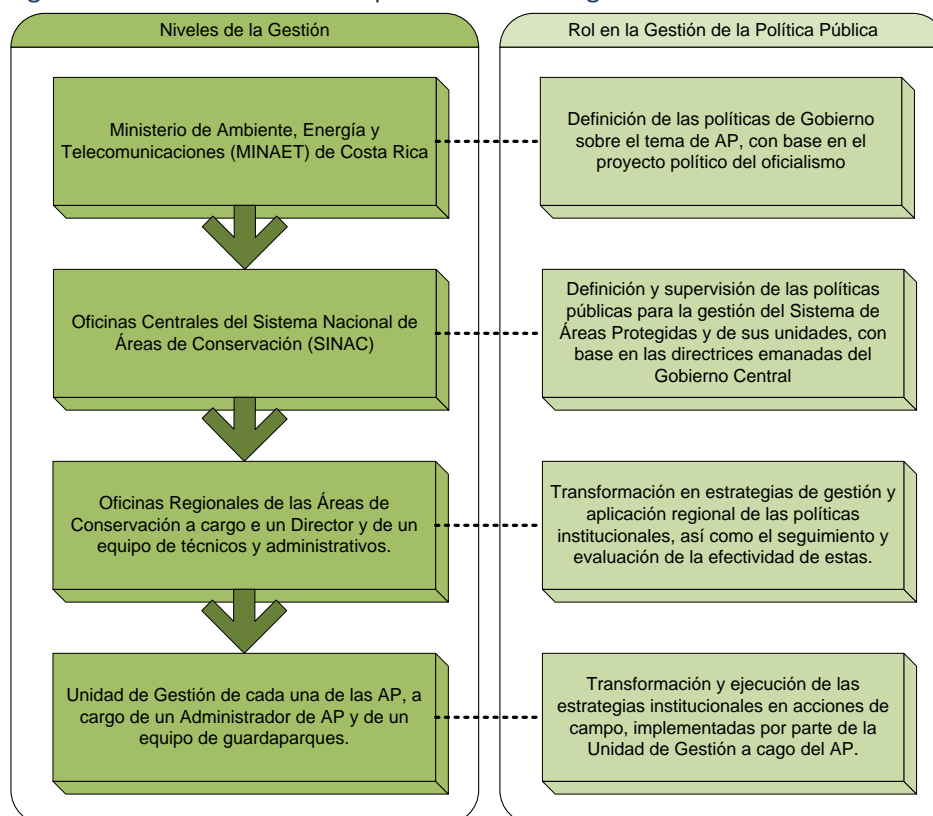 Niveles de la Gestión
Rol en la Gestión de la Política Pública
Ministerio de Ambiente, Energía y
Telecomunicaciones (MINAET) de Costa Rica
Definición de las políticas de Gobierno
sobre el tema de AP, con base en el
proyecto político del oficialismo
Oficinas Centrales del Sistema Nacional de
Áreas de Conservación (SINAC)
Definición y supervisión de las políticas
públicas para la gestión del Sistema de
Áreas Protegidas y de sus unidades, con
base en las directrices emanadas del
Gobierno Central
Oficinas Regionales de las Áreas de
Conservación a cargo e un Director y de un
equipo de técnicos y administrativos.
Transformación en estrategias de gestión y
aplicación regional de las políticas
institucionales, así como el seguimiento y
evaluación de la efectividad de estas.
Unidad de Gestión de cada una de las AP, a
cargo de un Administrador de AP y de un
equipo de guardaparques.
Transformación y ejecución de las
estrategias institucionales en acciones de
campo, implementadas por parte de la
Unidad de Gestión a cago del AP.